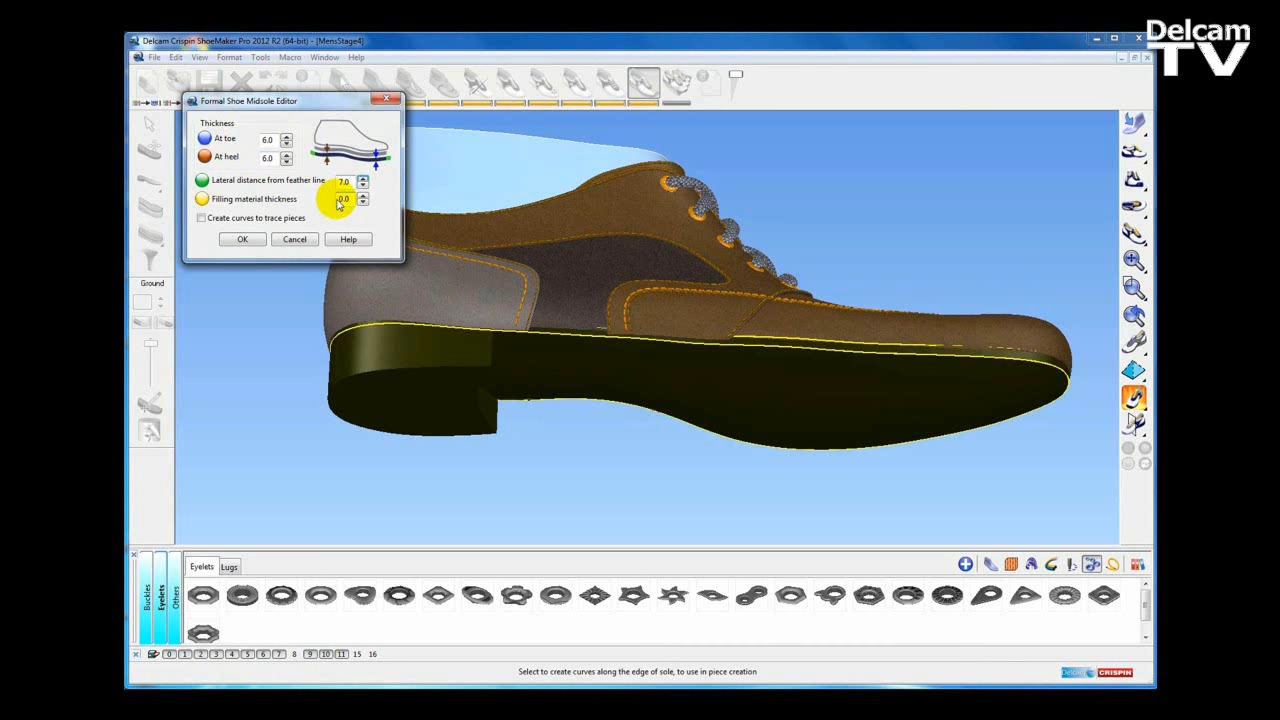 Delcam
TV
Delcam Crispin ShoeMaker Pro 2012 R2 (64-bit) - [MensStage4]
File Edit View Format Tools Macro Window Help
Formal Shoe Midsole Editor
Thickness
At toe 6.0
At heel 6.0
Lateral distance from feather line 7.0
Filling material thickness 0.0
Create curves to trace pieces
OK Cancel Help
Ground
Eyelets Lugs
Buckles
Eyelets
Others
0 1 2 3 4 5 6 7 8 9 10 11 15 16
Select to create curves along the edge of sole, to use in piece creation
Delcam CRISPIN